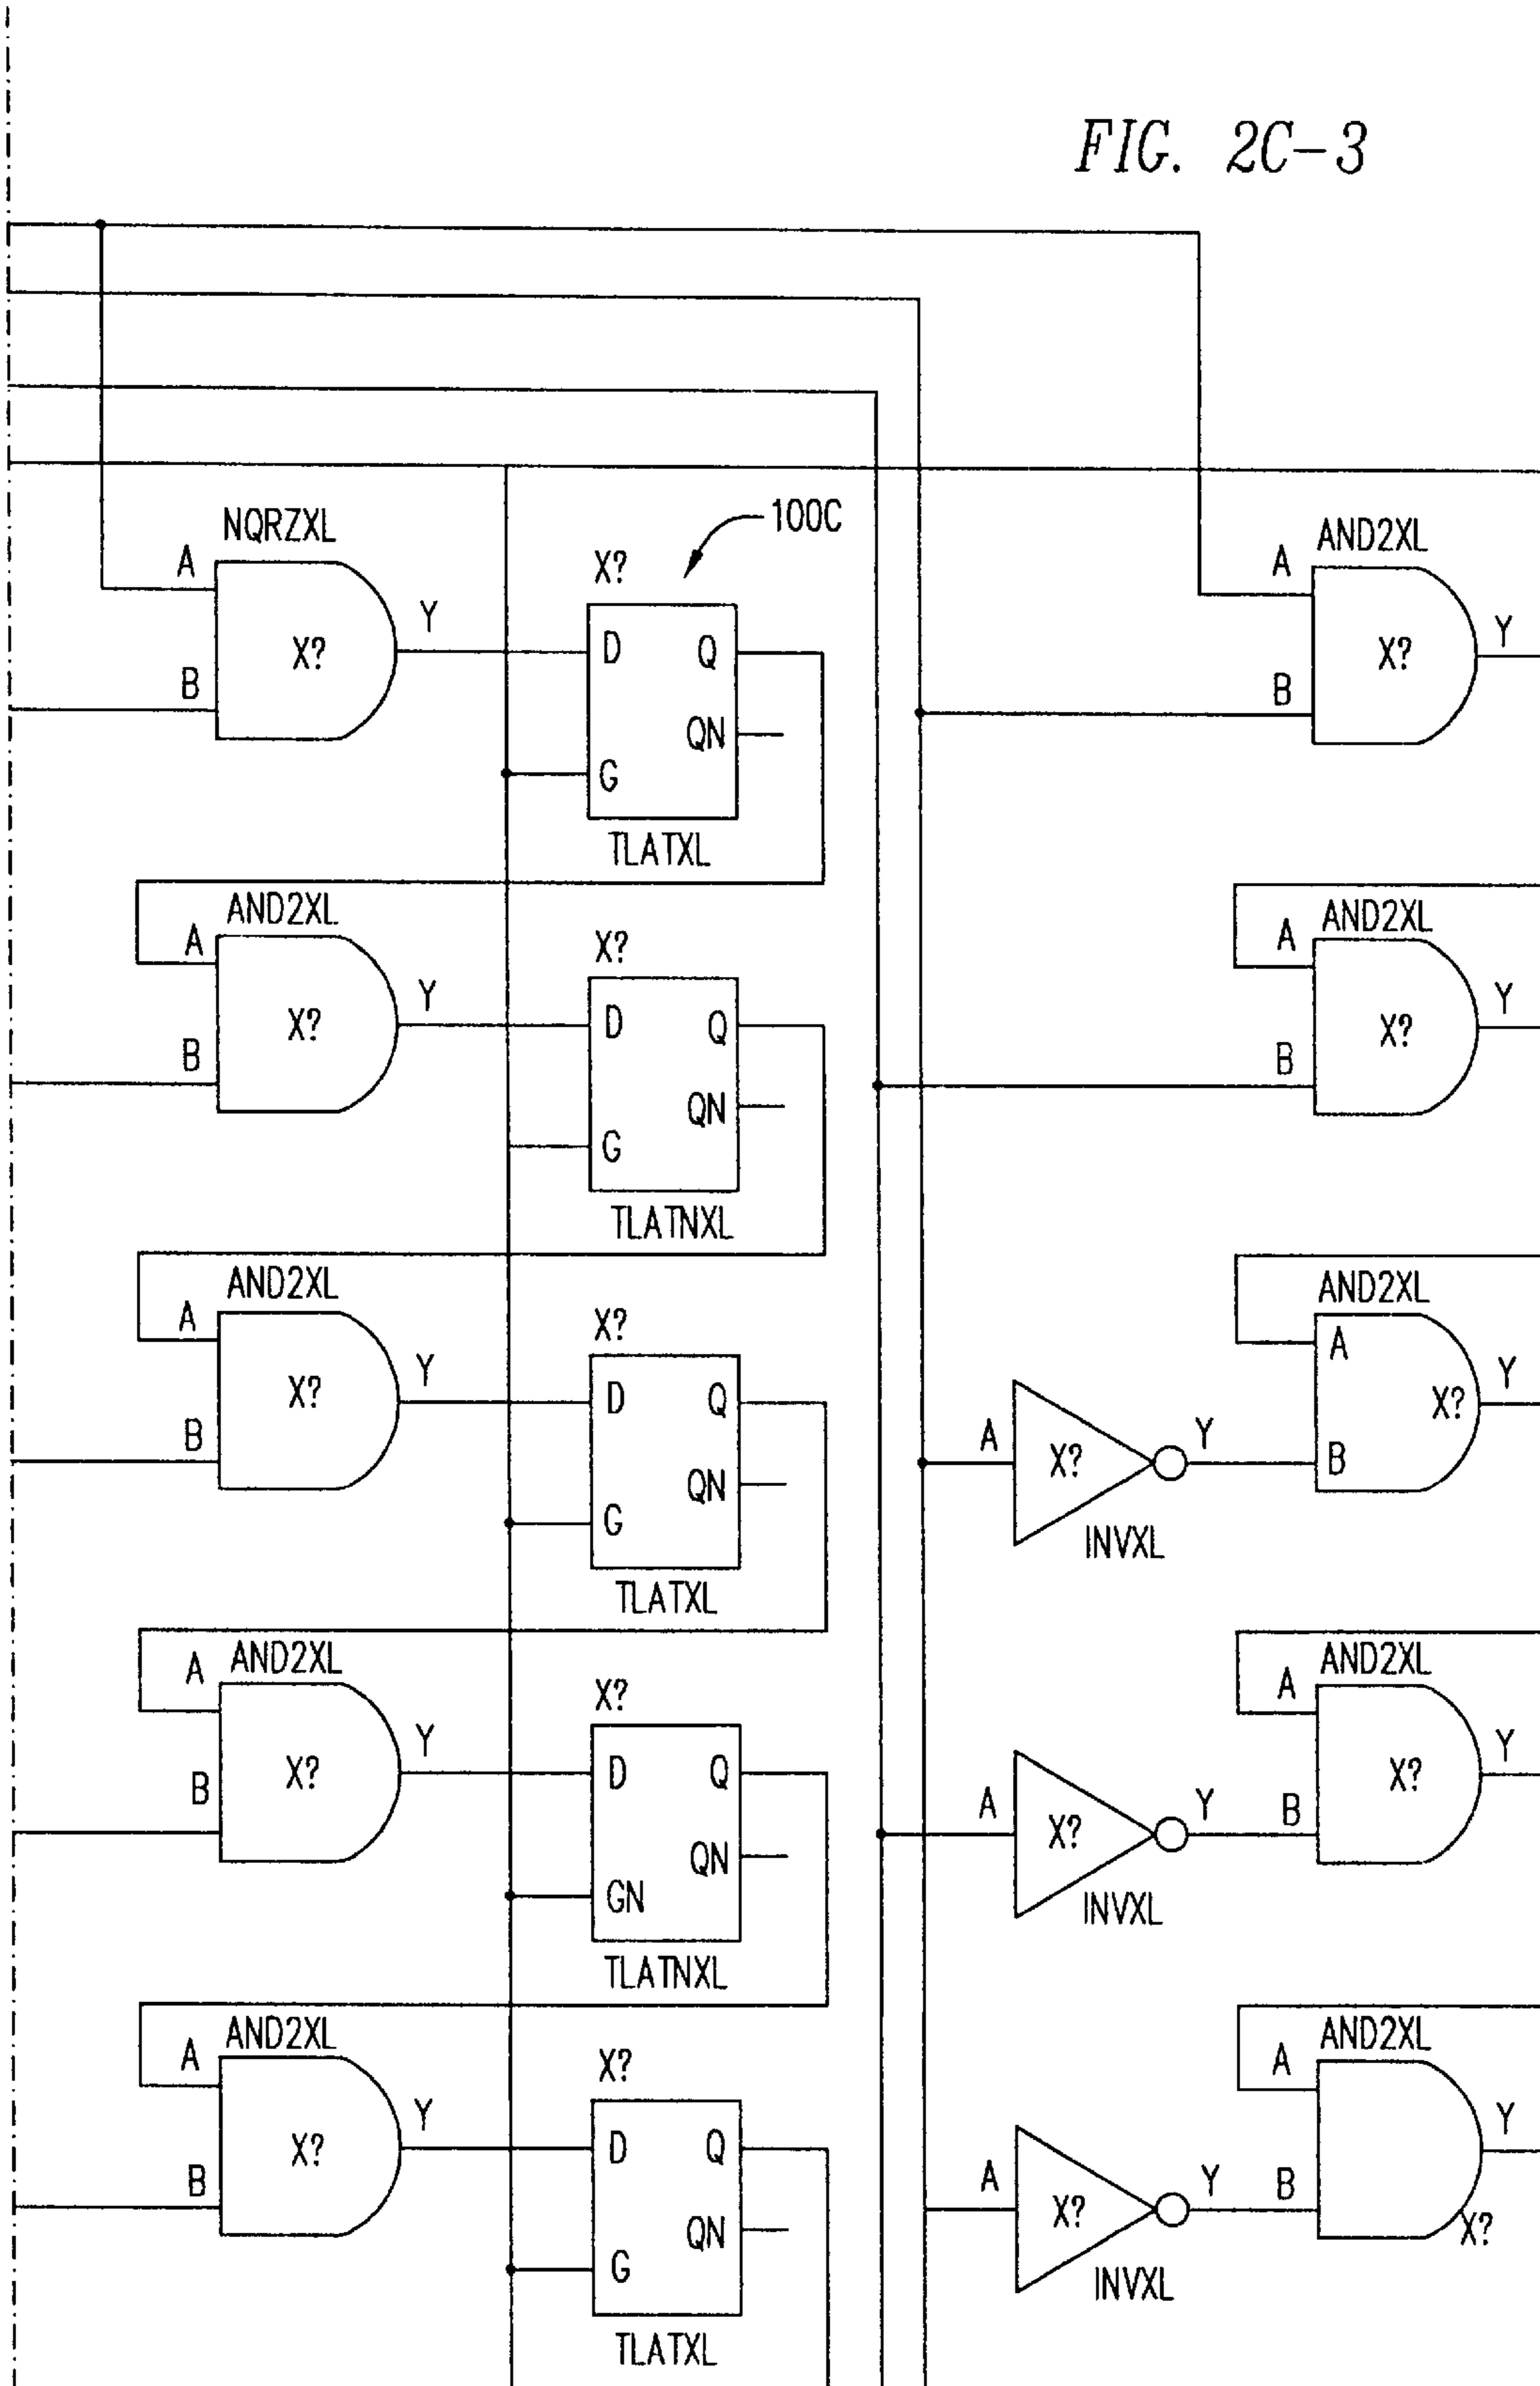 FIG. 2C-3
NQRZXL
A
B
X?
Y
X?
100C
D
Q
QN
G
TLATXL
AND2XL
A
B
X?
Y
AND2XL
A
B
X?
Y
X?
D
Q
QN
G
TLATNXL
AND2XL
A
B
X?
Y
AND2XL
A
B
X?
Y
X?
D
Q
QN
G
TLATXL
A
X?
Y
INVXL
AND2XL
A
B
X?
Y
AND2XL
A
B
X?
Y
X?
D
Q
QN
GN
TLATNXL
A
X?
Y
INVXL
AND2XL
A
B
X?
Y
AND2XL
A
B
X?
Y
X?
D
Q
QN
G
TLATXL
A
X?
Y
INVXL
AND2XL
A
B
X?
Y